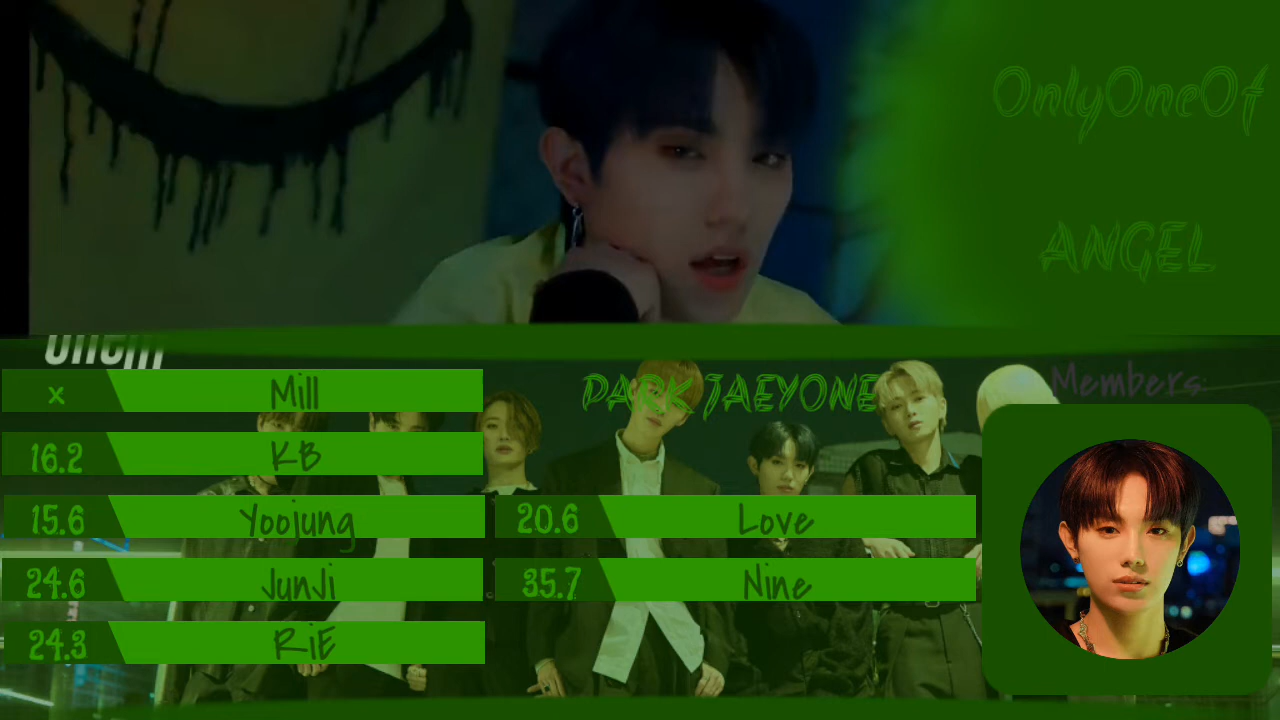 OnlyOneOf
ANGEL
x Mill
PARK JAEYONE
Members
16.2 KB
15.6 Yoojung
20.6 Love
24.6 JunJi
35.7 Nine
24.3 RiE